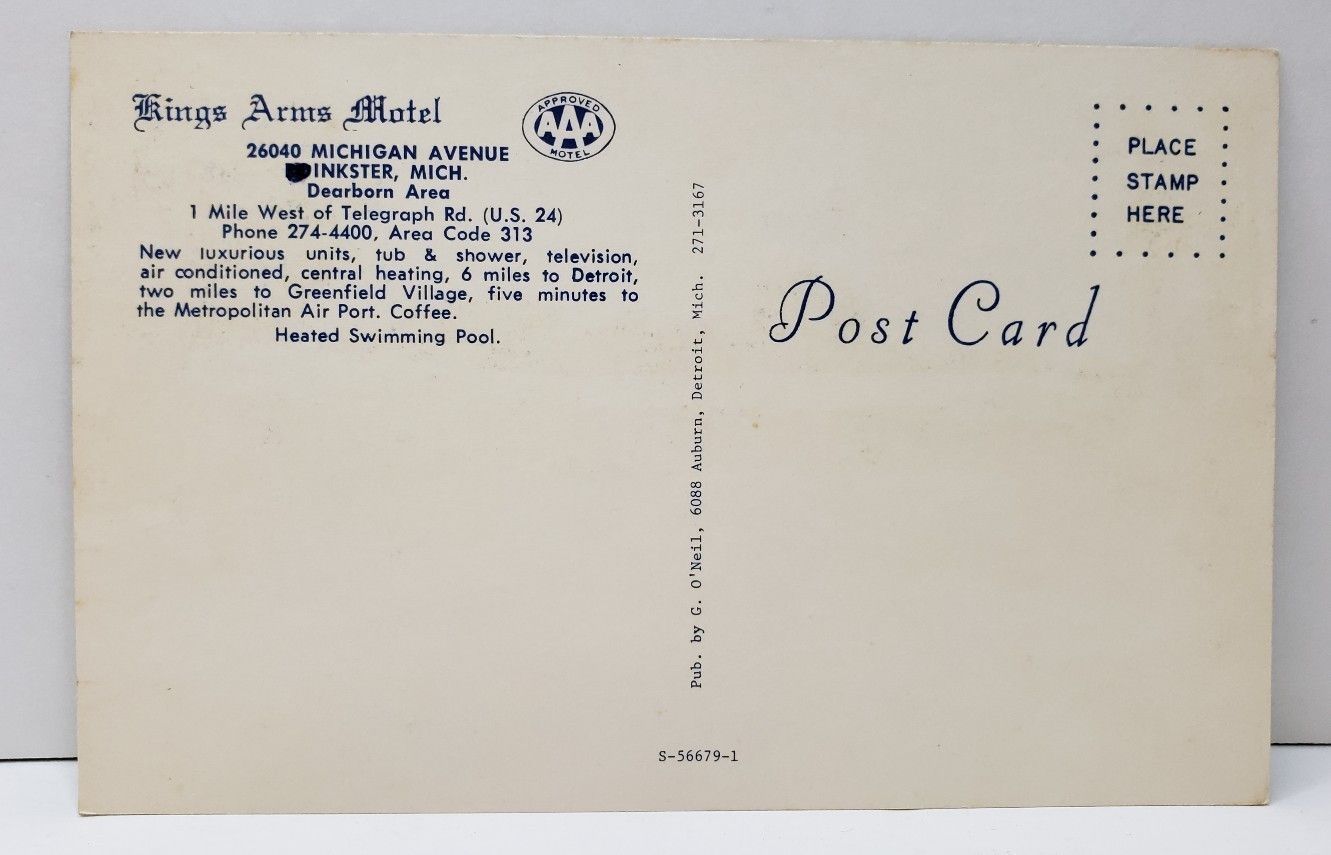 Kings Arms Motel
APPROVED
AAA
MOTEL
26040 MICHIGAN AVENUE
INKSTER, MICH.
Dearborn Area
1 Mile West of Telegraph Rd. (U.S. 24)
Phone 274-4400, Area Code 313
New luxurious units, tub & shower, television,
air conditioned, central heating, 6 miles to Detroit,
two miles to Greenfield Village, five minutes to
the Metropolitan Air Port. Coffee.
Heated Swimming Pool.
Pub. by G. O'Neil, 6088 Auburn, Detroit, Mich. 271-3167
S-56679-1
PLACE
STAMP
HERE
Post Card